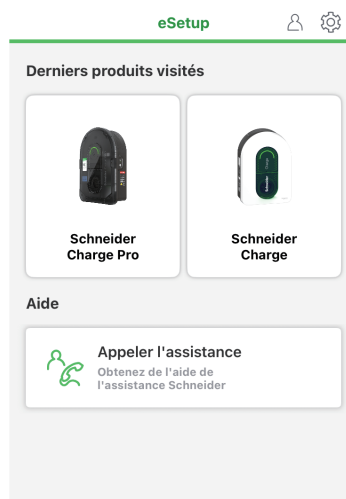 eSetup
Derniers produits visités
Schneider
Charge Pro
Schneider
Charge
Aide
Appeler l'assistance
Obtenez de l'aide de
l'assistance Schneider